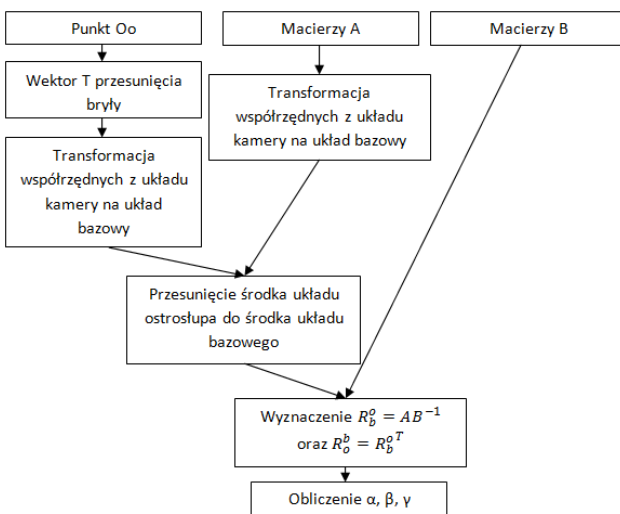 Punkt Oo
Macierzy A
Macierzy B
Wektor T przesunięcia
bryły
Transformacja
współrzędnych z układu
kamery na układ bazowy
Transformacja
współrzędnych z układu
kamery na układ
bazowy
Przesunięcie środka układu
ostrosłupa do środka układu
bazowego
Wyznaczenie $R_b^o = AB^{-1}$
oraz $R_o^b = {R_b^o}^T$
Obliczenie α, β, γ